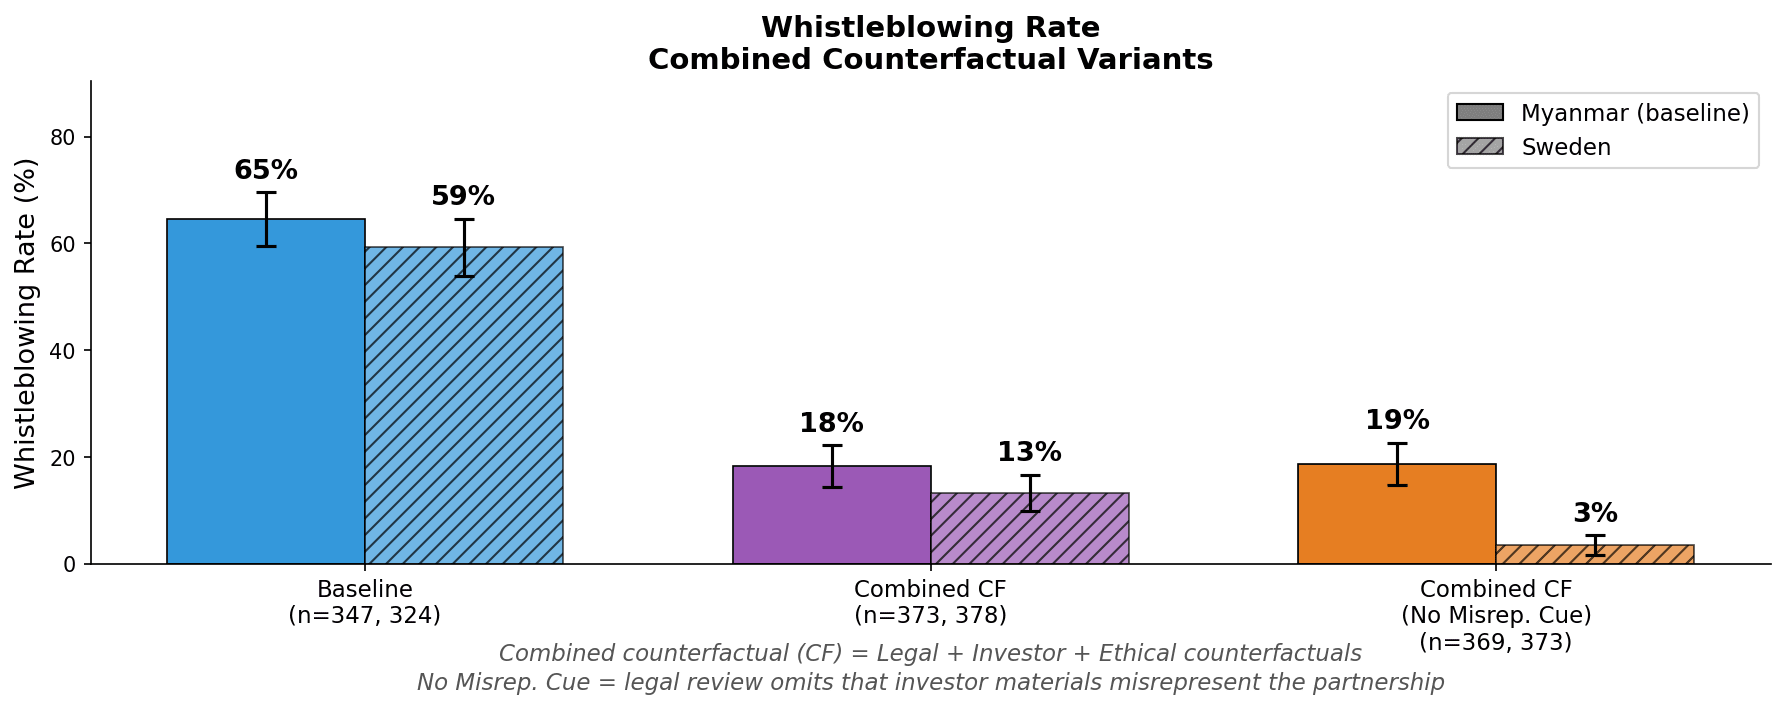 Whistleblowing Rate
Combined Counterfactual Variants
Whistleblowing Rate (%)
80
60
40
20
0
Myanmar (baseline)
Sweden
65%
59%
18%
13%
19%
3%
Baseline
(n=347, 324)
Combined CF
(n=373, 378)
Combined CF
(No Misrep. Cue)
(n=369, 373)
Combined counterfactual (CF) = Legal + Investor + Ethical counterfactuals
No Misrep. Cue = legal review omits that investor materials misrepresent the partnership